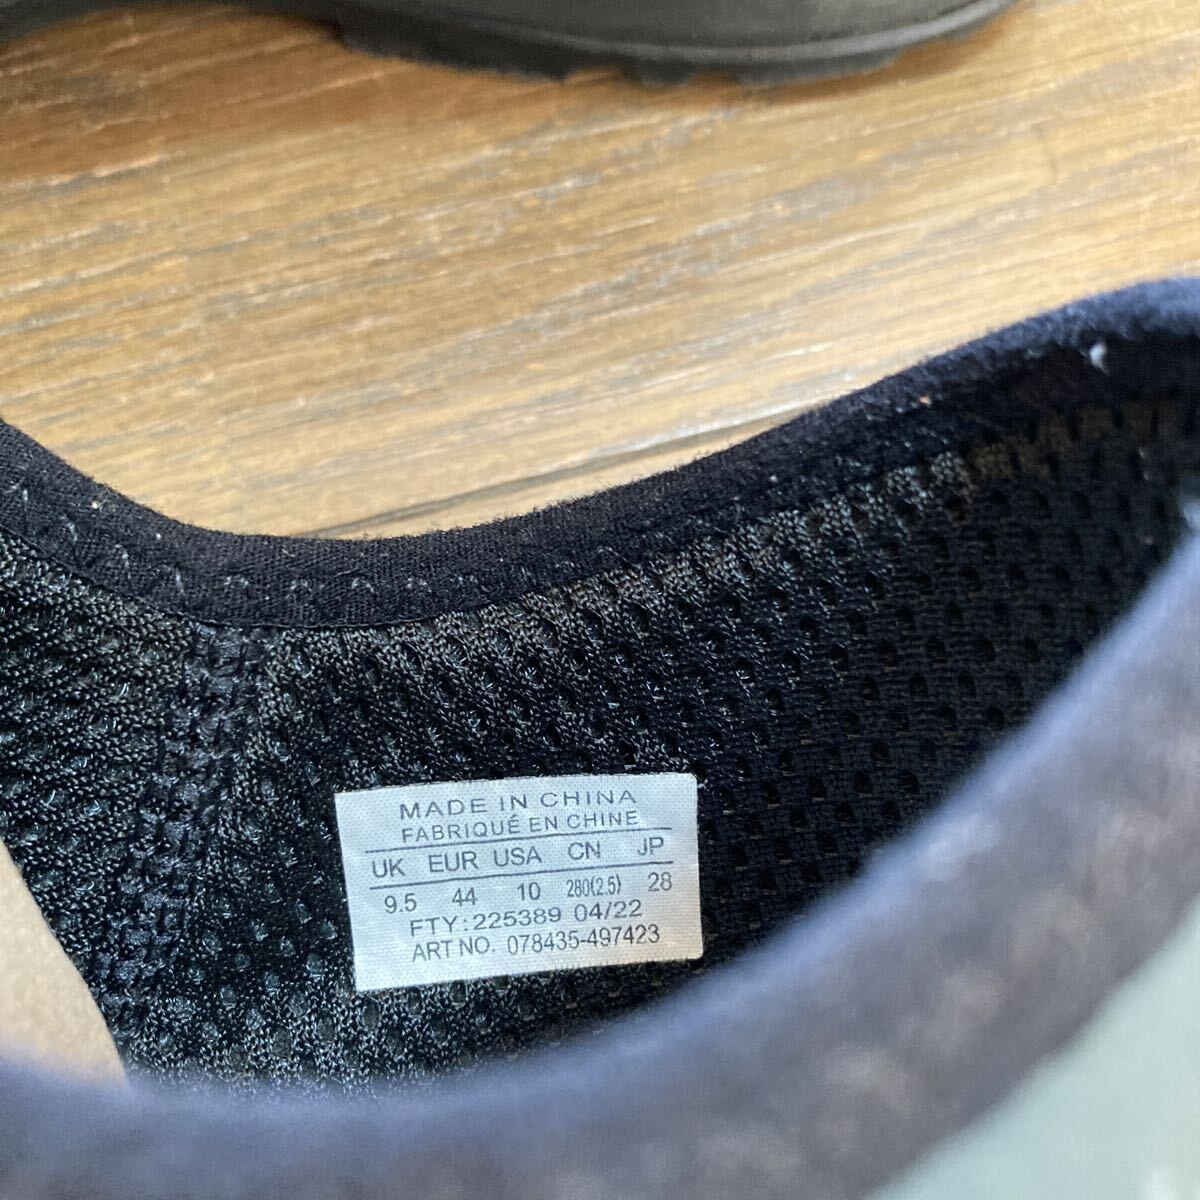 MADE IN CHINA
FABRIQUÉ EN CHINE
UK EUR USA CN JP
9.5 44 10 280(2.5) 28
FTY: 225389 04/22
ART NO. 078435-497423